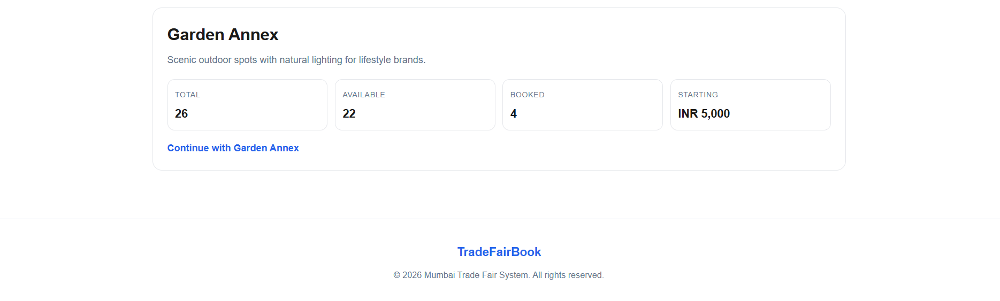 Garden Annex
Scenic outdoor spots with natural lighting for lifestyle brands.
TOTAL
26
AVAILABLE
22
BOOKED
4
STARTING
INR 5,000
Continue with Garden Annex
TradeFairBook
© 2026 Mumbai Trade Fair System. All rights reserved.